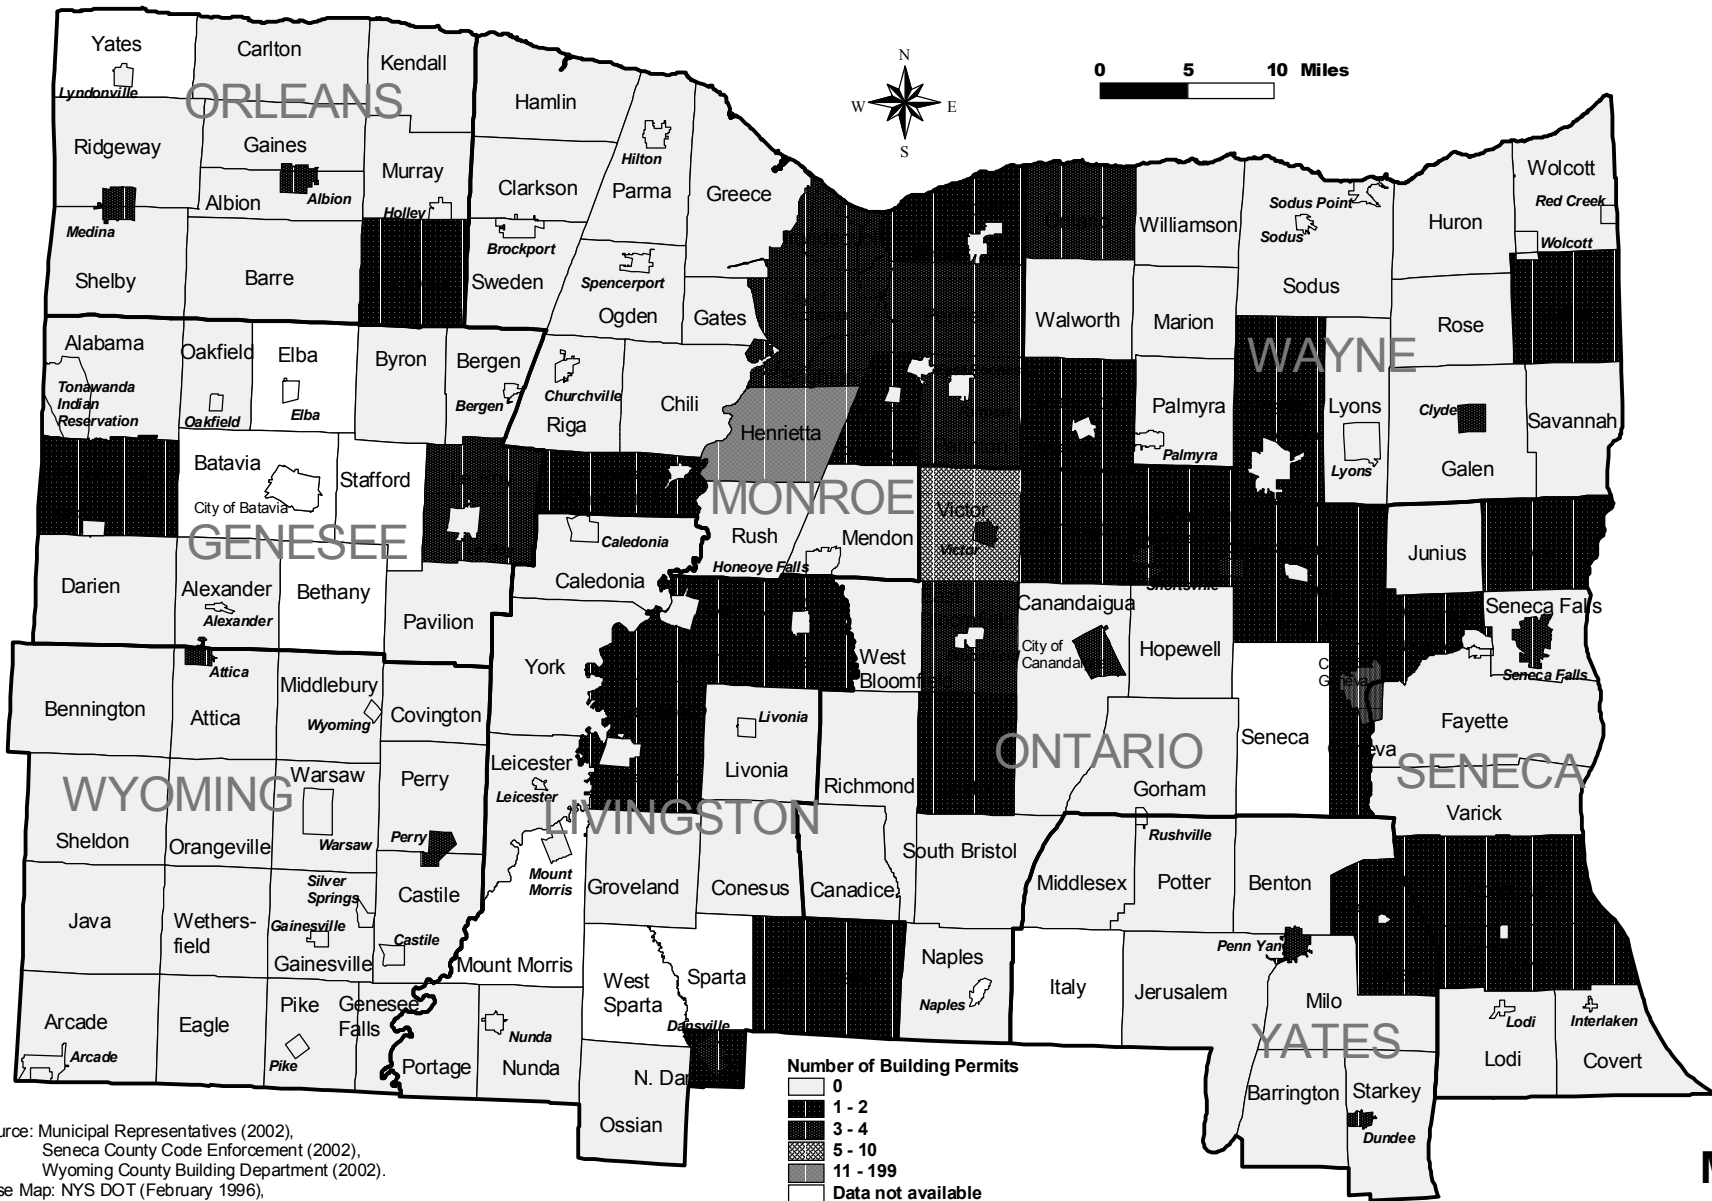 Yates
Carlton
Kendall
Lyndonville
ORLEANS
Hamlin
N
W
E
S
0 5 10 Miles
Ridgeway
Gaines
Murray
Hilton
Clarkson
Parma
Greece
Albion
Albion
Holley
Medina
Brockport
Sweden
Spencerport
Shelby
Barre
Ogden
Gates
Williamson
Sodus Point
Sodus
Sodus
Huron
Wolcott
Red Creek
Wolcott
Walworth
Marion
Rose
WAYNE
Alabama
Oakfield
Elba
Byron
Bergen
Tonawanda
Indian
Reservation
Oakfield
Elba
Bergen
Churchville
Riga
Chili
Henrietta
Palmyra
Palmyra
Lyons
Lyons
Clyde
Galen
Savannah
Batavia
City of Batavia
Stafford
GENESEE
MONROE
Rush
Mendon
Honeoye Falls
Victor
Victor
Caledonia
Caledonia
Shortsville
Junius
Darien
Alexander
Alexander
Bethany
Pavilion
Canandaigua
City of
Canandaigua
Hopewell
Seneca Falls
Seneca Falls
Attica
York
West
Bloomfield
Bennington
Attica
Middlebury
Wyoming
Covington
Livonia
Livonia
Richmond
ONTARIO
Seneca
Fayette
SENECA
Varick
WYOMING
Warsaw
Warsaw
Perry
Perry
Leicester
Leicester
LIVINGSTON
Gorham
Rushville
Sheldon
Orangeville
Mount
Morris
Groveland
Conesus
Canadice
South Bristol
Middlesex
Potter
Benton
Java
Wethers-
field
Silver
Springs
Gainesville
Gainesville
Castile
Castile
Mount Morris
West
Sparta
Sparta
Dansville
Naples
Naples
Italy
Jerusalem
Penn Yan
Milo
YATES
Arcade
Arcade
Eagle
Pike
Pike
Genesee
Falls
Portage
Nunda
Nunda
N. Dan
Ossian
Barrington
Starkey
Dundee
Lodi
Lodi
Interlaken
Covert
Number of Building Permits
0
1 - 2
3 - 4
5 - 10
11 - 199
Data not available
urce: Municipal Representatives (2002),
Seneca County Code Enforcement (2002),
Wyoming County Building Department (2002).
se Map: NYS DOT (February 1996),